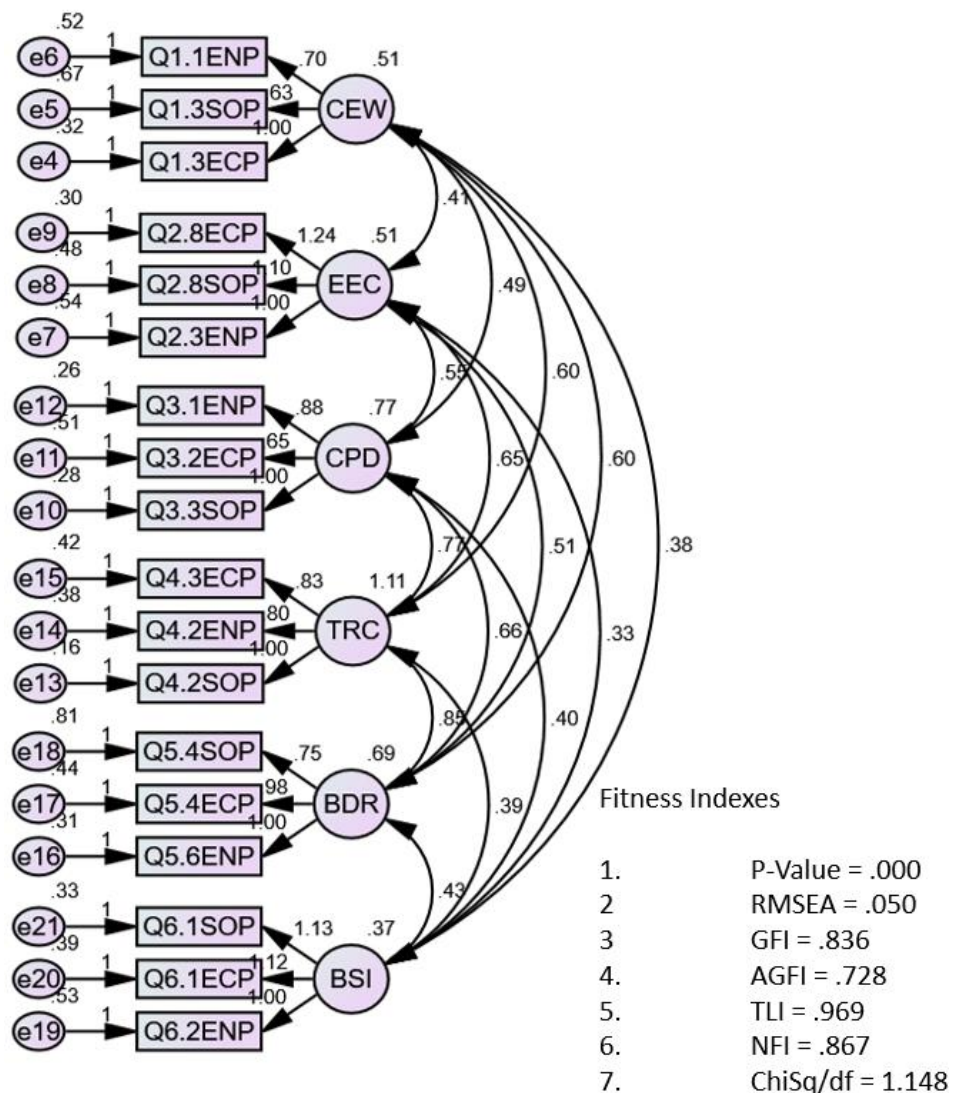 .52
e6 1 Q1.1ENP .70 .51
.67
e5 1 Q1.3SOP 63 CEW
.32 1.00
e4 1 Q1.3ECP
.41
.30
e9 1 Q2.8ECP 1.24 .51
.48 1.10
e8 1 Q2.8SOP EEC .49
.54 1.00
e7 1 Q2.3ENP
.55 .60
.26
e12 1 Q3.1ENP .88 .77
.51 65
e11 1 Q3.2ECP CPD .65 .60
.28 1.00
e10 1 Q3.3SOP
.77 .51 .38
.42
e15 1 Q4.3ECP .83 1.11
.38 80
e14 1 Q4.2ENP TRC .66 .33
.16 1.00
e13 1 Q4.2SOP
.85 .40
.81
e18 1 Q5.4SOP .75 .69
.44 98
e17 1 Q5.4ECP BDR .39
.31 1.00
e16 1 Q5.6ENP
.43
.33
e21 1 Q6.1SOP 1.13 .37
.39 1.12
e20 1 Q6.1ECP BSI
.53 1.00
e19 1 Q6.2ENP
Fitness Indexes
1. P-Value = .000
2 RMSEA = .050
3 GFI = .836
4. AGFI = .728
5. TLI = .969
6. NFI = .867
7. ChiSq/df = 1.148